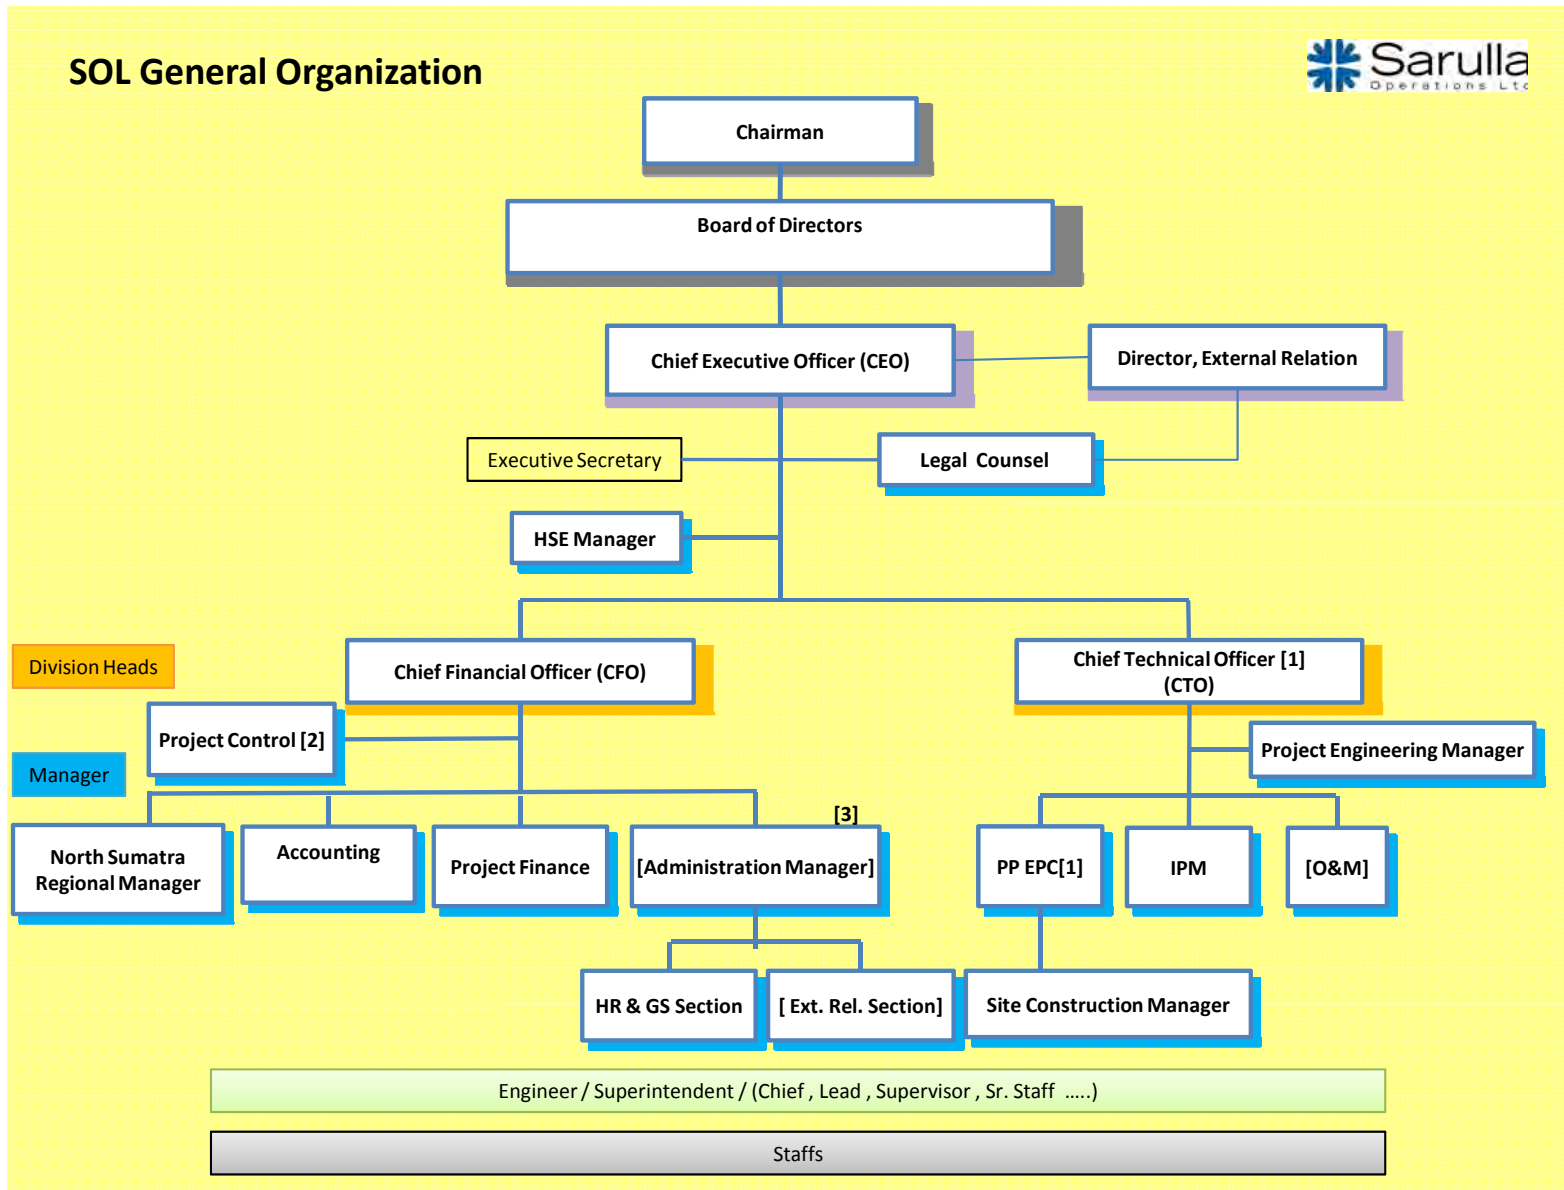 SOL General Organization
Sarulla
Operations Ltd
Chairman
Board of Directors
Chief Executive Officer (CEO)
Director, External Relation
Executive Secretary
Legal Counsel
HSE Manager
Division Heads
Chief Financial Officer (CFO)
Chief Technical Officer [1]
(CTO)
Project Control [2]
Project Engineering Manager
Manager
[3]
North Sumatra
Regional Manager
Accounting
Project Finance
[Administration Manager]
PP EPC[1]
IPM
[O&M]
HR & GS Section
[ Ext. Rel. Section]
Site Construction Manager
Engineer / Superintendent / (Chief , Lead , Supervisor , Sr. Staff .....)
Staffs